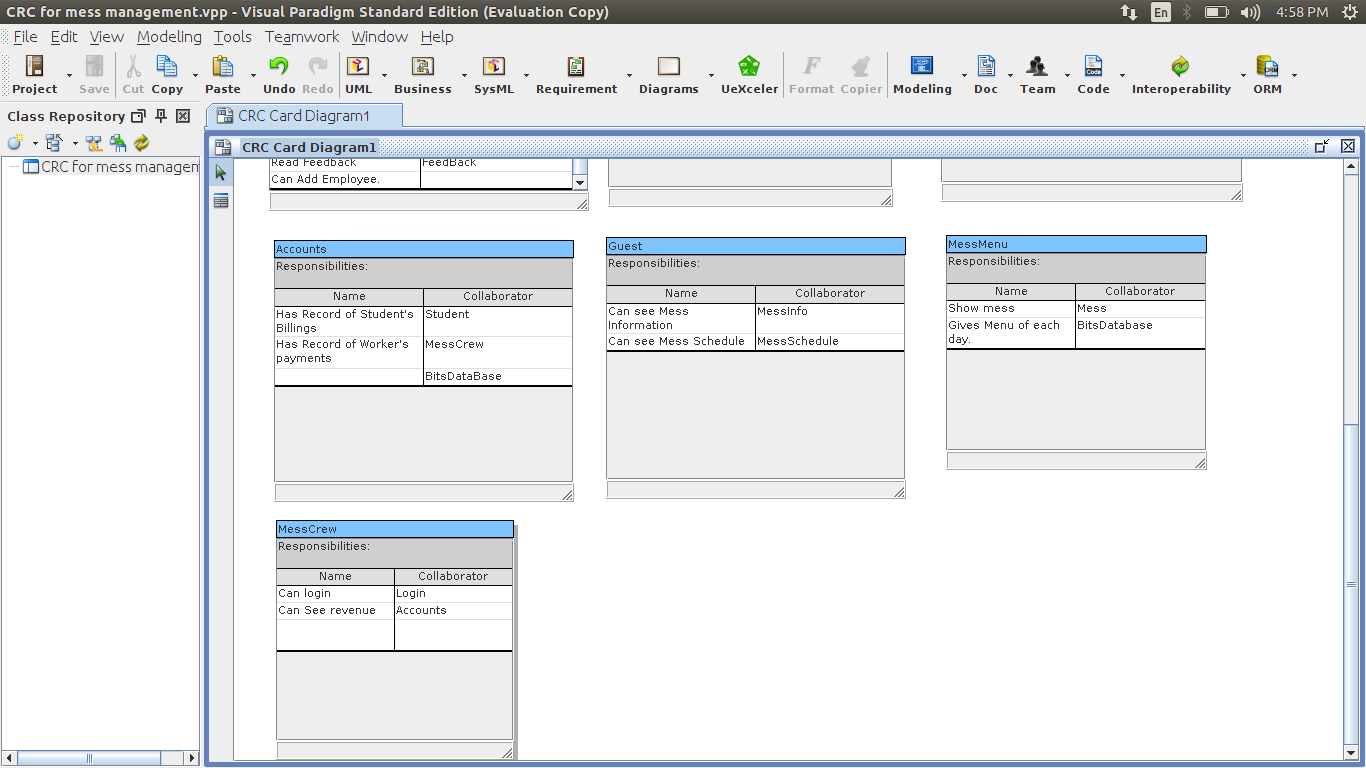 CRC for mess management.vpp - Visual Paradigm Standard Edition (Evaluation Copy)
En
4:58 PM
File Edit View Modeling Tools Teamwork Window Help
Project Save Cut Copy Paste Undo Redo UML Business SysML Requirement Diagrams UeXceler Format Copier Modeling Doc Team Code Interoperability ORM
Class Repository
CRC Card Diagram1
CRC for mess managem
CRC Card Diagram1
Read Feedback FeedBack
Can Add Employee.
Accounts
Responsibilities:
Name Collaborator
Has Record of Student's Student
Billings
Has Record of Worker's MessCrew
payments
BitsDataBase
Guest
Responsibilities:
Name Collaborator
Can see Mess MessInfo
Information
Can see Mess Schedule MessSchedule
MessMenu
Responsibilities:
Name Collaborator
Show mess Mess
Gives Menu of each BitsDatabase
day.
MessCrew
Responsibilities:
Name Collaborator
Can login Login
Can See revenue Accounts